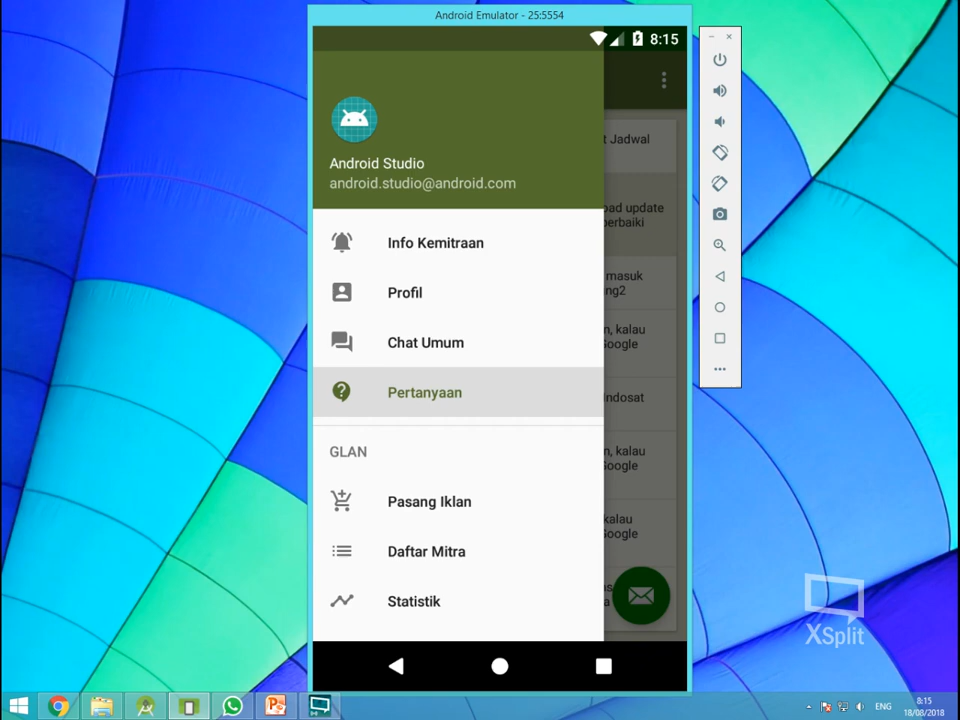 Android Emulator - 25:5554
8:15
Android Studio
android.studio@android.com
Info Kemitraan
Profil
Chat Umum
Pertanyaan
GLAN
Pasang Iklan
Daftar Mitra
Statistik
t Jadwal
oad update
erbaiki
masuk
ng2
n, kalau
Google
Indosat
n, kalau
Google
kalau
Google
XSplit
ENG
8:15
18/08/2018